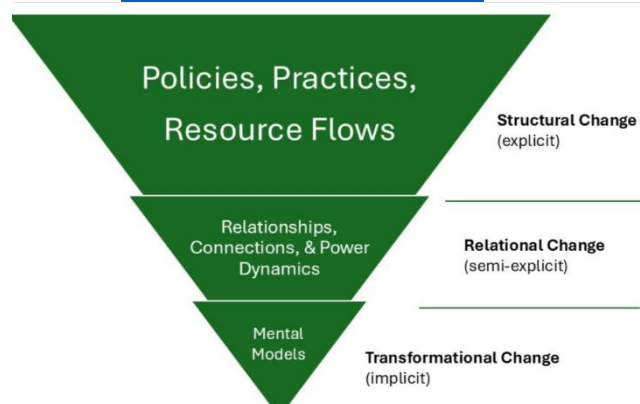 Policies, Practices,
Resource Flows
Structural Change
(explicit)
Relationships,
Connections, & Power
Dynamics
Relational Change
(semi-explicit)
Mental
Models
Transformational Change
(implicit)